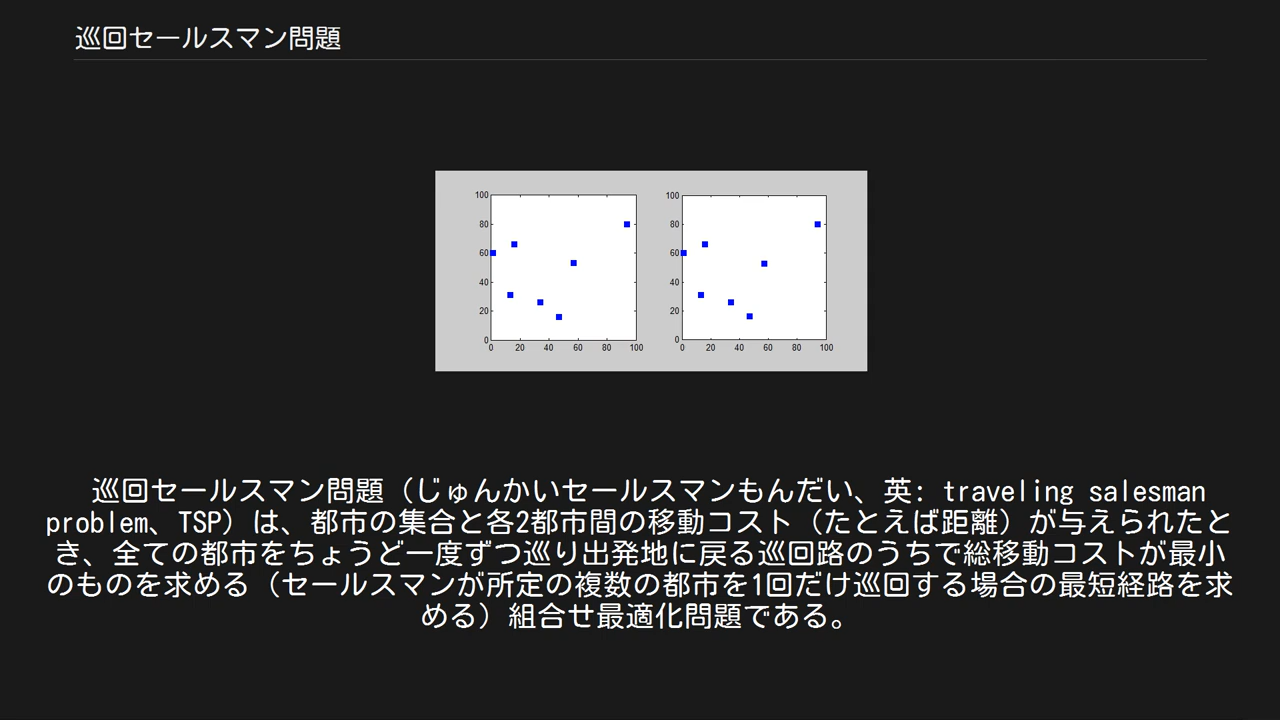 巡回セールスマン問題
100 100
80 80
60 60
40 40
20 20
0 0
0 20 40 60 80 100 0 20 40 60 80 100
巡回セールスマン問題（じゅんかいセールスマンもんだい、英: traveling salesman
problem、TSP）は、都市の集合と各2都市間の移動コスト（たとえば距離）が与えられたと
き、全ての都市をちょうど一度ずつ巡り出発地に戻る巡回路のうちで総移動コストが最小
のものを求める（セールスマンが所定の複数の都市を1回だけ巡回する場合の最短経路を求
める）組合せ最適化問題である。